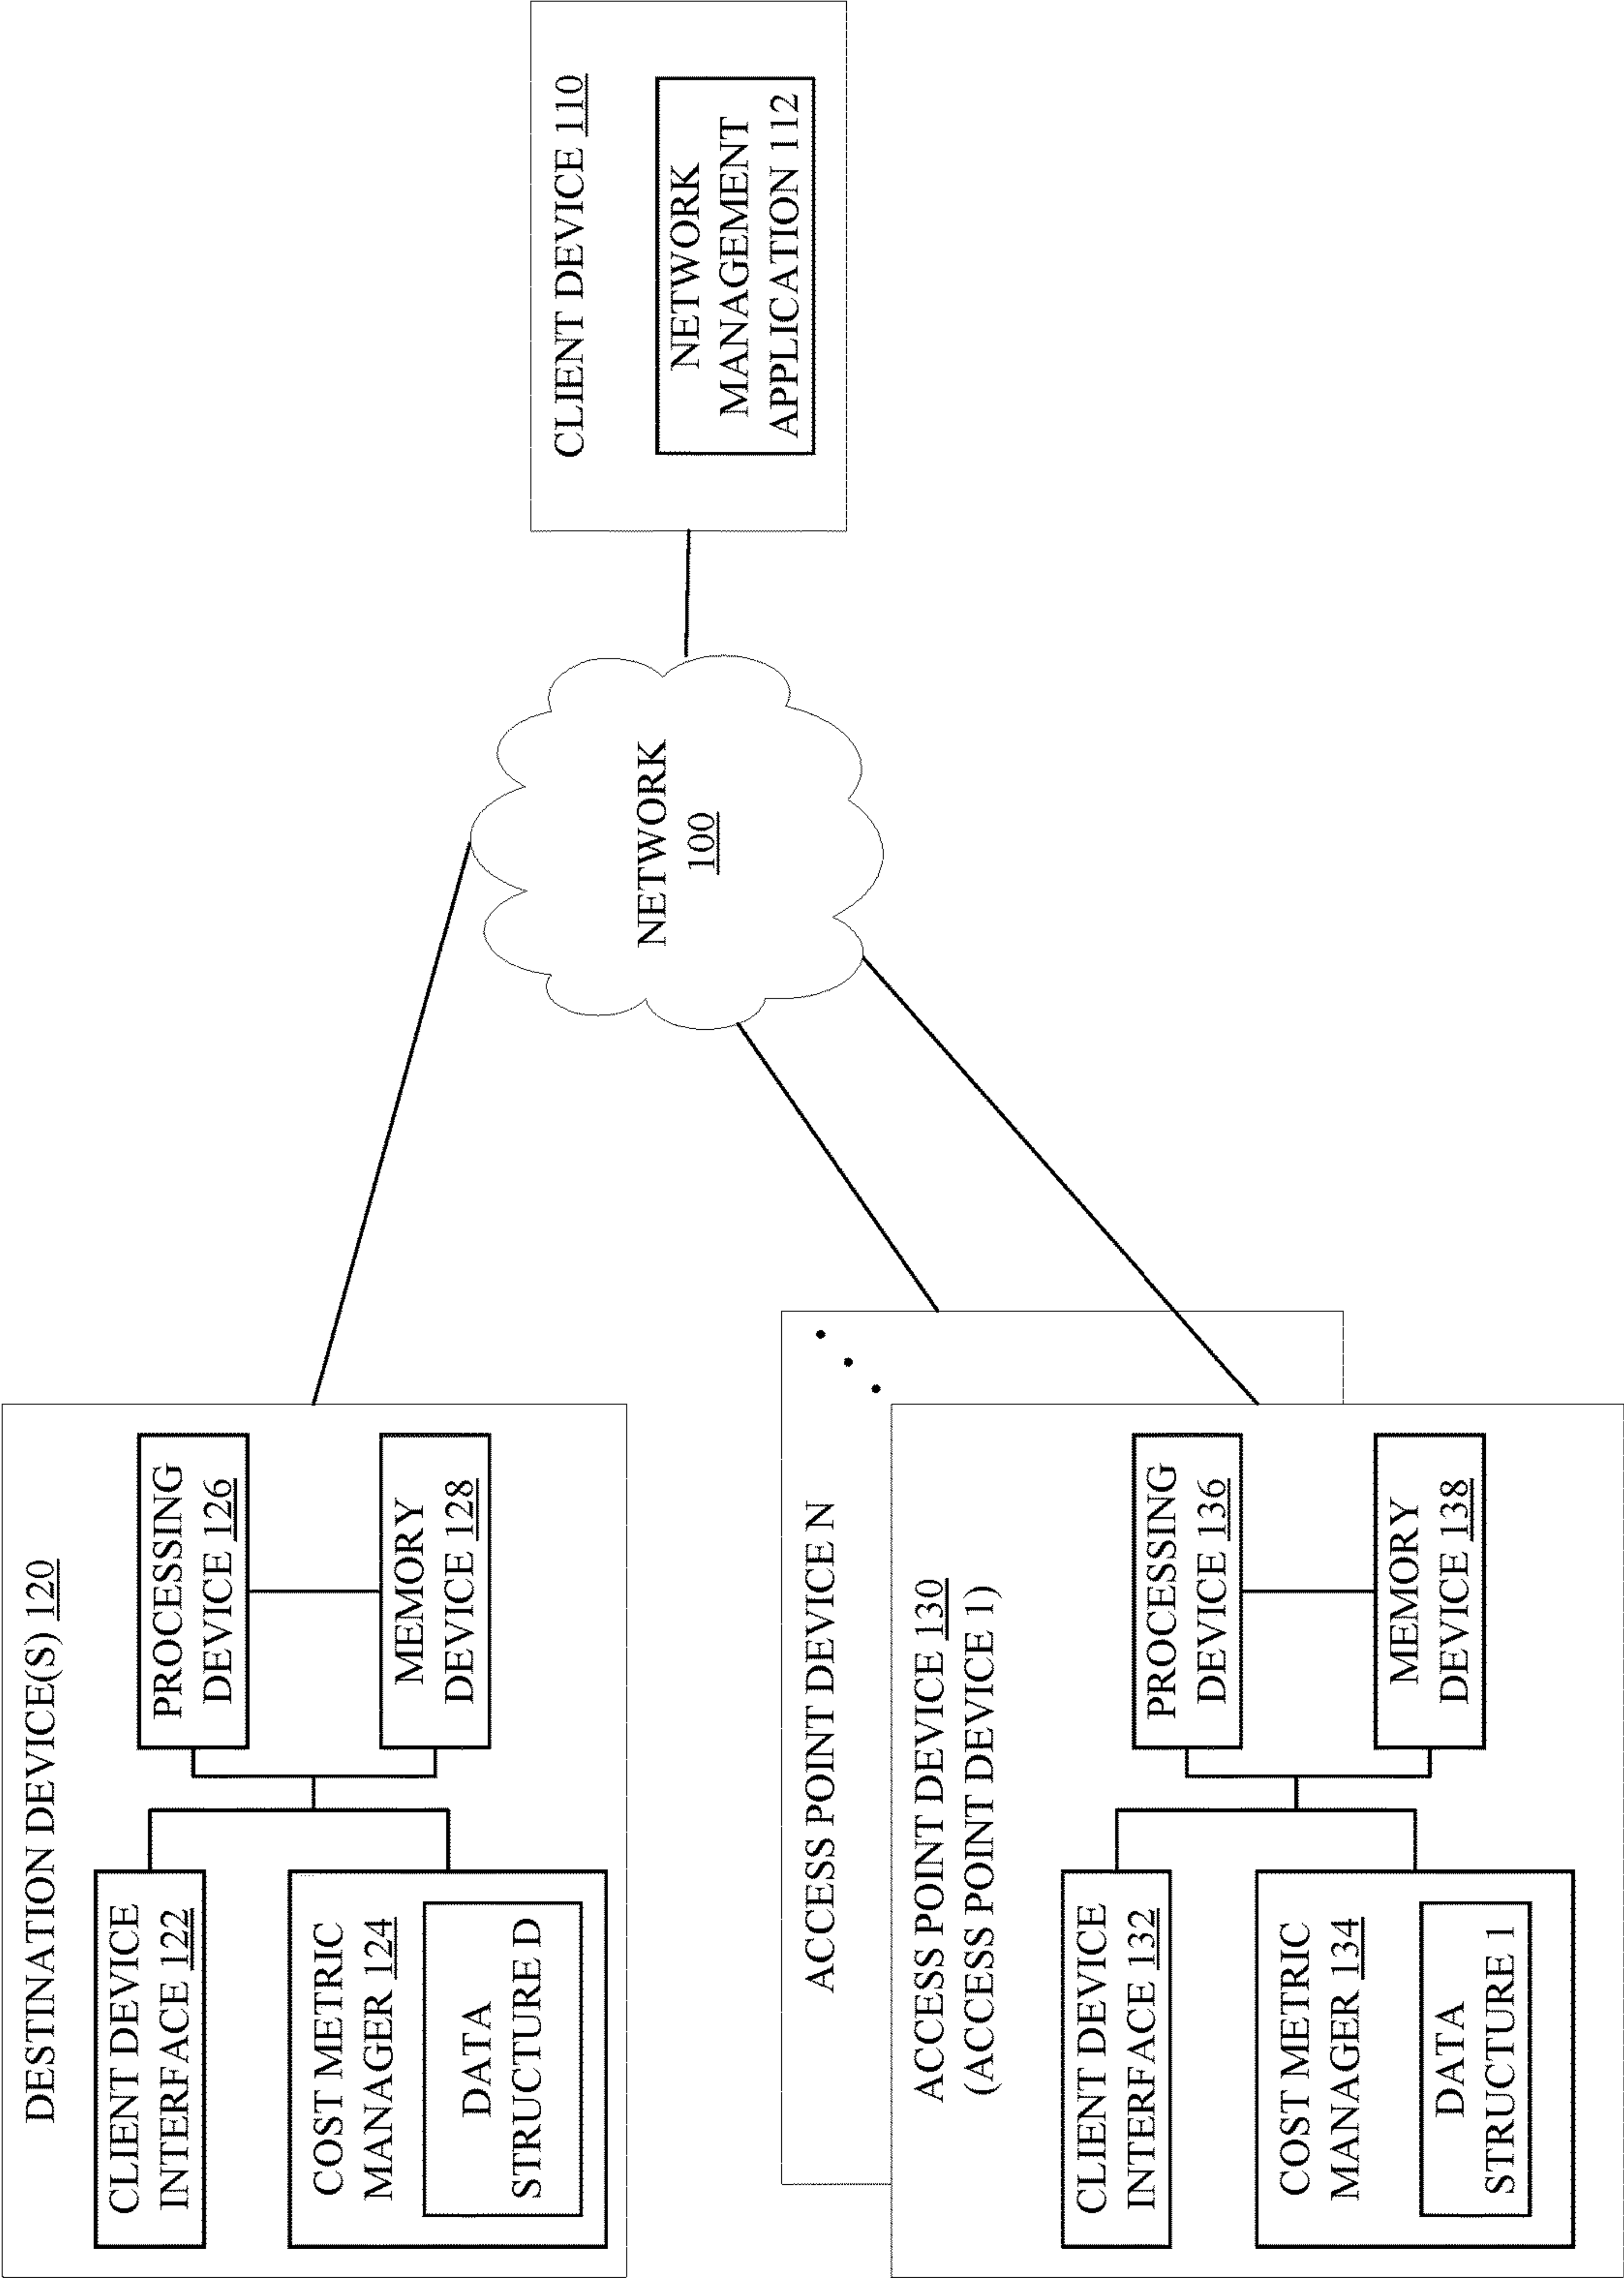 DESTINATION DEVICE(S) 120
CLIENT DEVICE
INTERFACE 122
COST METRIC
MANAGER 124
DATA
STRUCTURE D
PROCESSING
DEVICE 126
MEMORY
DEVICE 128
NETWORK
100
CLIENT DEVICE 110
NETWORK
MANAGEMENT
APPLICATION 112
ACCESS POINT DEVICE N
ACCESS POINT DEVICE 130
(ACCESS POINT DEVICE 1)
CLIENT DEVICE
INTERFACE 132
COST METRIC
MANAGER 134
DATA
STRUCTURE 1
PROCESSING
DEVICE 136
MEMORY
DEVICE 138